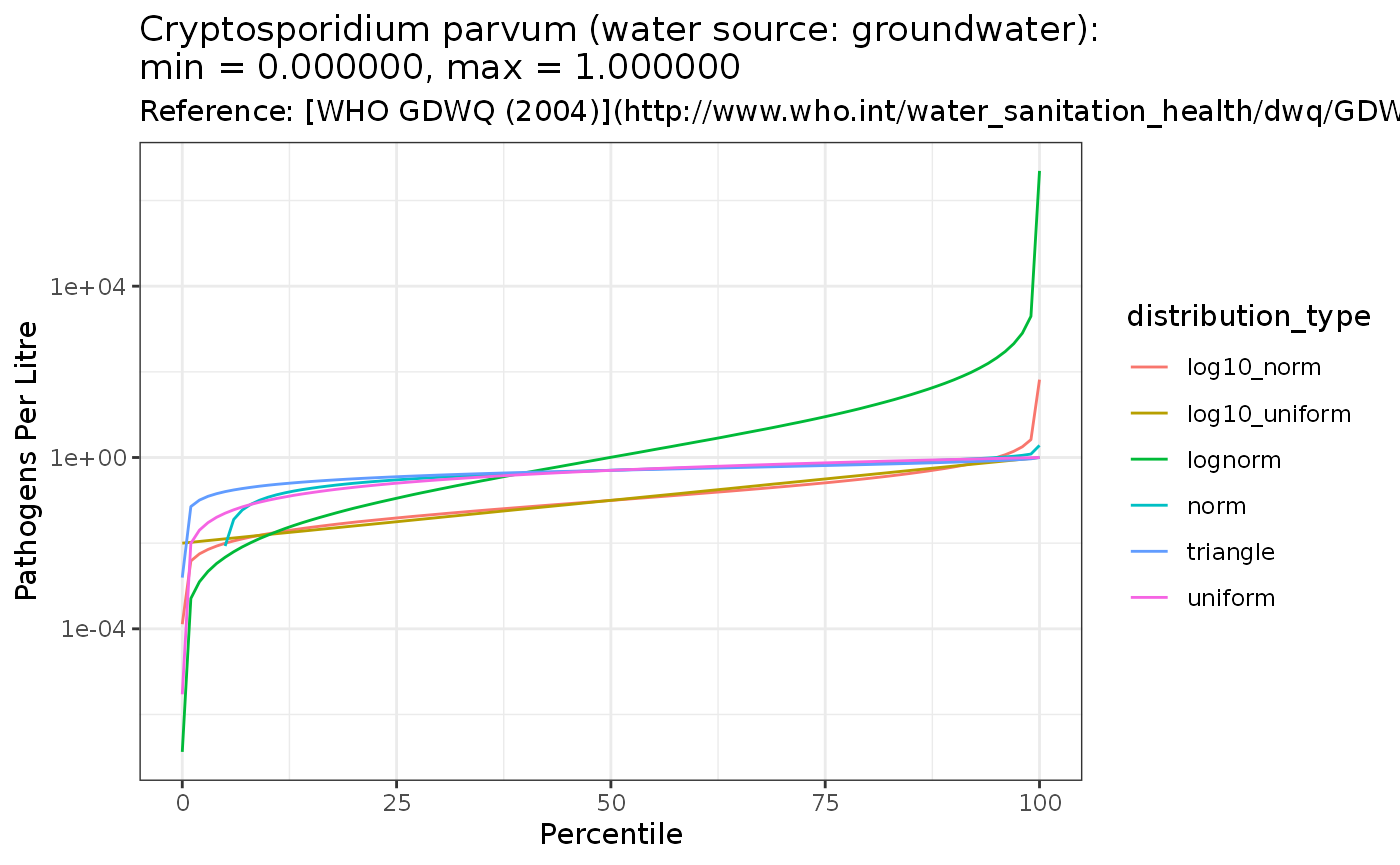 Cryptosporidium parvum (water source: groundwater):
min = 0.000000, max = 1.000000
Reference: [WHO GDWQ (2004)](http://www.who.int/water_sanitation_health/dwq/GDW
Pathogens Per Litre
1e+04
1e+00
1e-04
0 25 50 75 100
Percentile
distribution_type
log10_norm
log10_uniform
lognorm
norm
triangle
uniform